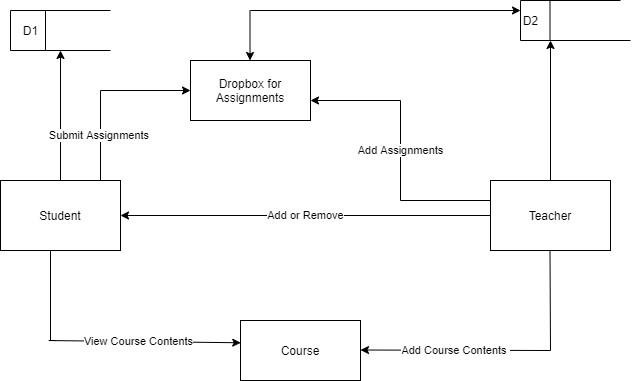 D1
D2
Dropbox for
Assignments
Submit Assignments
Add Assignments
Student
Add or Remove
Teacher
View Course Contents
Course
Add Course Contents